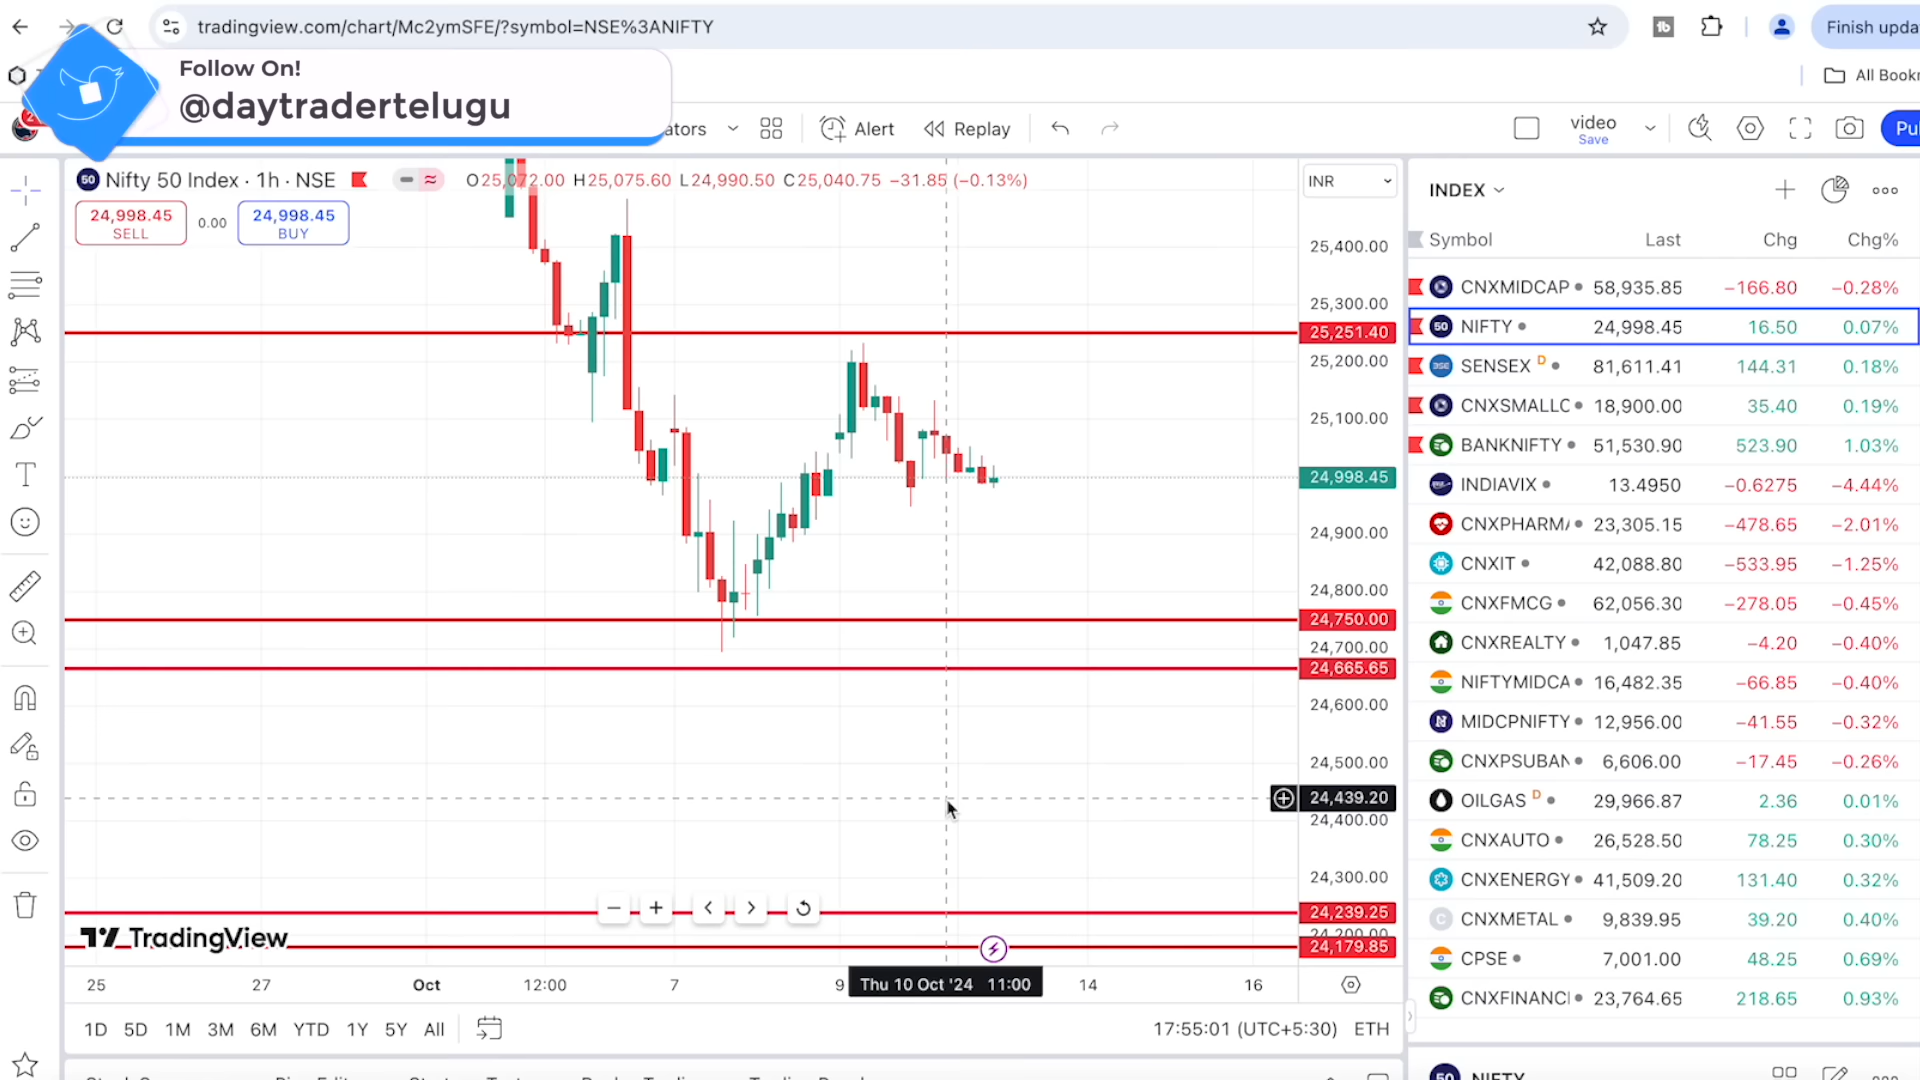 tradingview.com/chart/Mc2ymSFE/?symbol=NSE%3ANIFTY
Finish upda
Follow On!
@daytradertelugu
All Bookr
ators
Alert
Replay
video
Save
Pu
Nifty 50 Index · 1h · NSE
O25,072.00 H25,075.60 L24,990.50 C25,040.75 −31.85 (−0.13%)
INR
24,998.45
SELL
0.00
24,998.45
BUY
25,400.00
25,300.00
25,251.40
25,200.00
25,100.00
24,998.45
24,900.00
24,800.00
24,750.00
24,700.00
24,665.65
24,600.00
24,500.00
24,439.20
24,400.00
24,300.00
24,239.25
24,200.00
24,179.85
TradingView
25 27 Oct 12:00 7 9 Thu 10 Oct '24 11:00 14 16
1D 5D 1M 3M 6M YTD 1Y 5Y All
17:55:01 (UTC+5:30) ETH
INDEX
Symbol Last Chg Chg%
CNXMIDCAP 58,935.85 −166.80 −0.28%
50 NIFTY 24,998.45 16.50 0.07%
SENSEX D 81,611.41 144.31 0.18%
CNXSMALLC 18,900.00 35.40 0.19%
BANKNIFTY 51,530.90 523.90 1.03%
INDIAVIX 13.4950 −0.6275 −4.44%
CNXPHARMA 23,305.15 −478.65 −2.01%
CNXIT 42,088.80 −533.95 −1.25%
CNXFMCG 62,056.30 −278.05 −0.45%
CNXREALTY 1,047.85 −4.20 −0.40%
NIFTYMIDCA 16,482.35 −66.85 −0.40%
MIDCPNIFTY 12,956.00 −41.55 −0.32%
CNXPSUBAN 6,606.00 −17.45 −0.26%
OILGAS D 29,966.87 2.36 0.01%
CNXAUTO 26,528.50 78.25 0.30%
CNXENERGY 41,509.20 131.40 0.32%
C CNXMETAL 9,839.95 39.20 0.40%
CPSE 7,001.00 48.25 0.69%
CNXFINANCI 23,764.65 218.65 0.93%
50 NIFTY